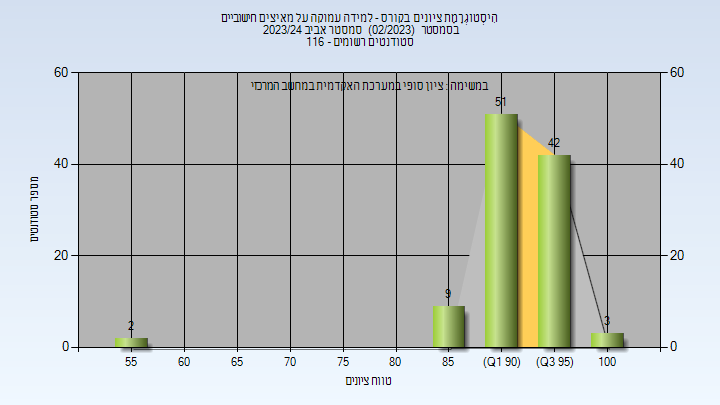 היסטוגרמת ציונים בקורס - למידה עמוקה על מאיצים חישוביים
בסמסטר (02/2023) סמסטר אביב 2023/24
סטודנטים רשומים - 116
במשימה : ציון סופי במערכת האקדמית במחשב המרכזי
60 60
51
42
40 40
20 20
9
2
3
0 0
55 60 65 70 75 80 85 (Q1 90) (Q3 95) 100
מספר סטודנטים
טווח ציונים